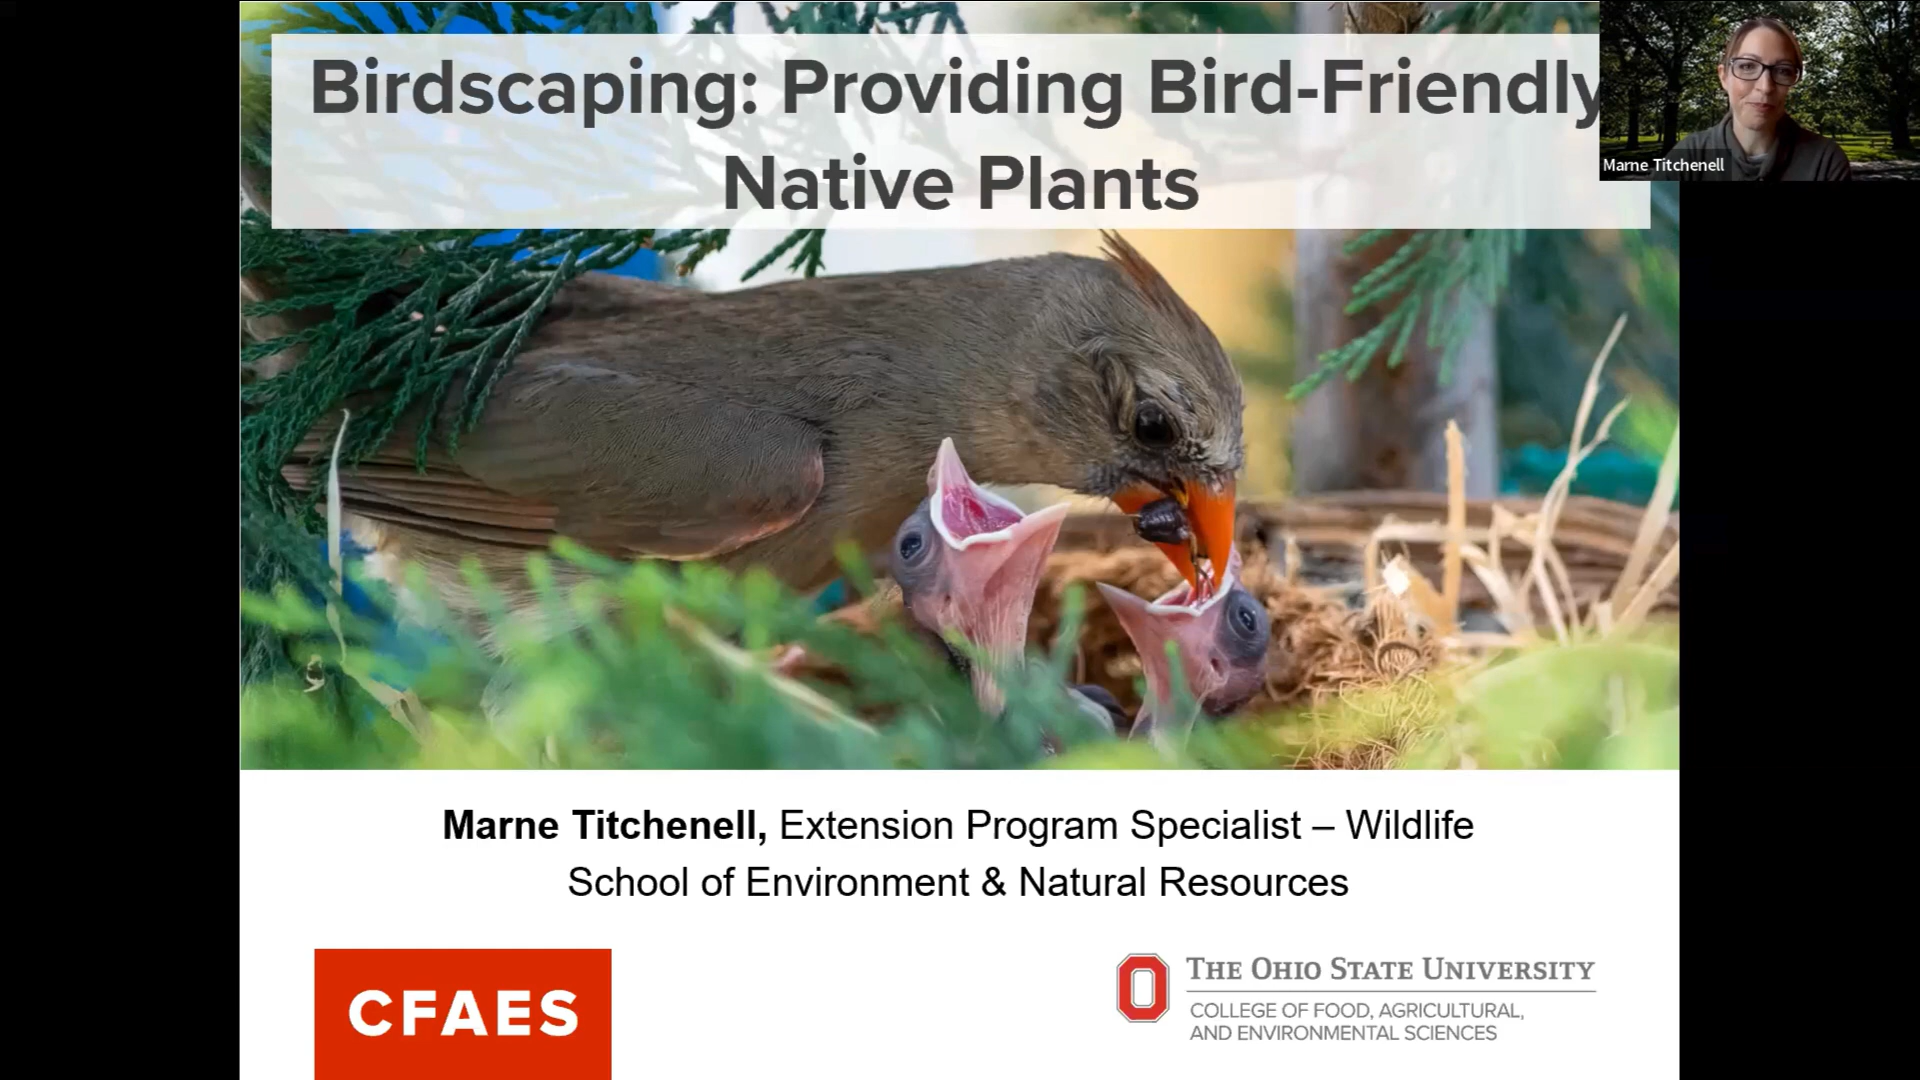 Birdscaping: Providing Bird-Friendly
Native Plants
Marne Titchenell
Marne Titchenell, Extension Program Specialist – Wildlife
School of Environment & Natural Resources
CFAES
THE OHIO STATE UNIVERSITY
COLLEGE OF FOOD, AGRICULTURAL,
AND ENVIRONMENTAL SCIENCES